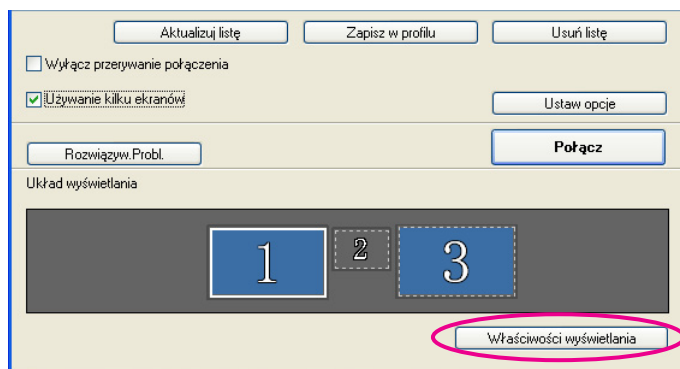 Aktualizuj listę Zapisz w profilu Usuń listę
Wyłącz przerywanie połączenia
Używanie kilku ekranów
Ustaw opcje
Rozwiązyw.Probl.
Połącz
Układ wyświetlania
1 2 3
Właściwości wyświetlania